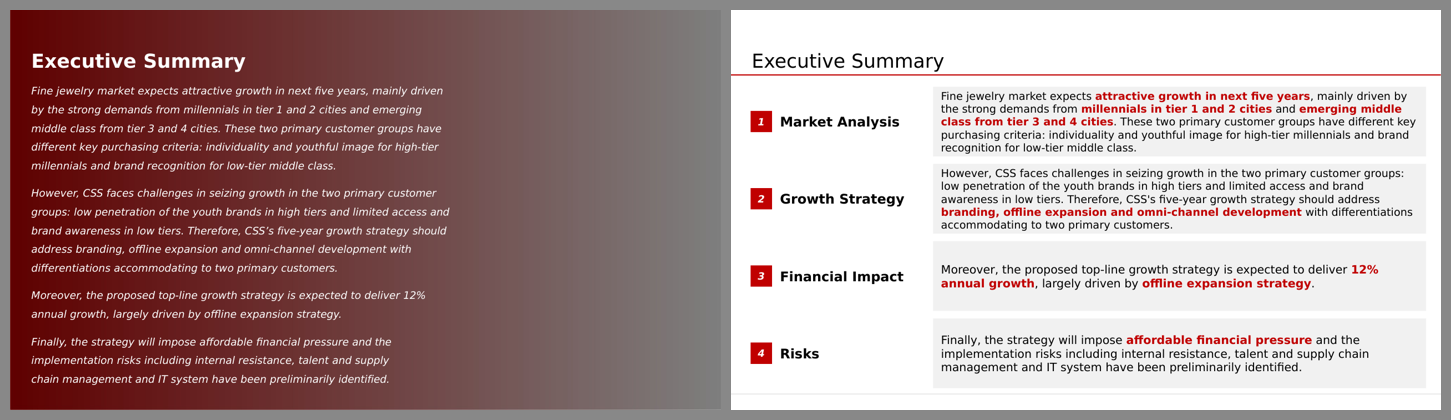 Executive Summary
Fine jewelry market expects attractive growth in next five years, mainly driven
by the strong demands from millennials in tier 1 and 2 cities and emerging
middle class from tier 3 and 4 cities. These two primary customer groups have
different key purchasing criteria: individuality and youthful image for high-tier
millennials and brand recognition for low-tier middle class.
However, CSS faces challenges in seizing growth in the two primary customer
groups: low penetration of the youth brands in high tiers and limited access and
brand awareness in low tiers. Therefore, CSS’s five-year growth strategy should
address branding, offline expansion and omni-channel development with
differentiations accommodating to two primary customers.
Moreover, the proposed top-line growth strategy is expected to deliver 12%
annual growth, largely driven by offline expansion strategy.
Finally, the strategy will impose affordable financial pressure and the
implementation risks including internal resistance, talent and supply
chain management and IT system have been preliminarily identified.
Executive Summary
1 Market Analysis
Fine jewelry market expects attractive growth in next five years, mainly driven by
the strong demands from millennials in tier 1 and 2 cities and emerging middle
class from tier 3 and 4 cities. These two primary customer groups have different key
purchasing criteria: individuality and youthful image for high-tier millennials and brand
recognition for low-tier middle class.
2 Growth Strategy
However, CSS faces challenges in seizing growth in the two primary customer groups:
low penetration of the youth brands in high tiers and limited access and brand
awareness in low tiers. Therefore, CSS's five-year growth strategy should address
branding, offline expansion and omni-channel development with differentiations
accommodating to two primary customers.
3 Financial Impact
Moreover, the proposed top-line growth strategy is expected to deliver 12%
annual growth, largely driven by offline expansion strategy.
4 Risks
Finally, the strategy will impose affordable financial pressure and the
implementation risks including internal resistance, talent and supply chain
management and IT system have been preliminarily identified.